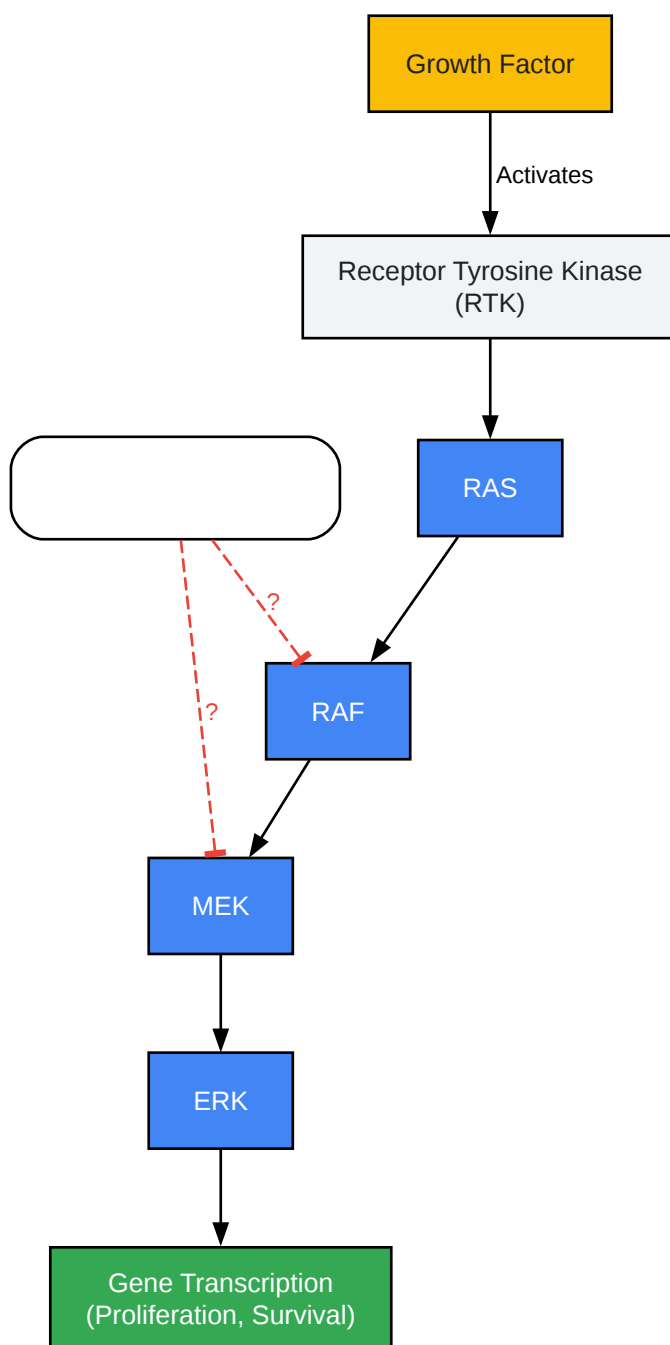 Growth Factor
Activates
Receptor Tyrosine Kinase
(RTK)
RAS
?
RAF
?
MEK
ERK
Gene Transcription
(Proliferation, Survival)